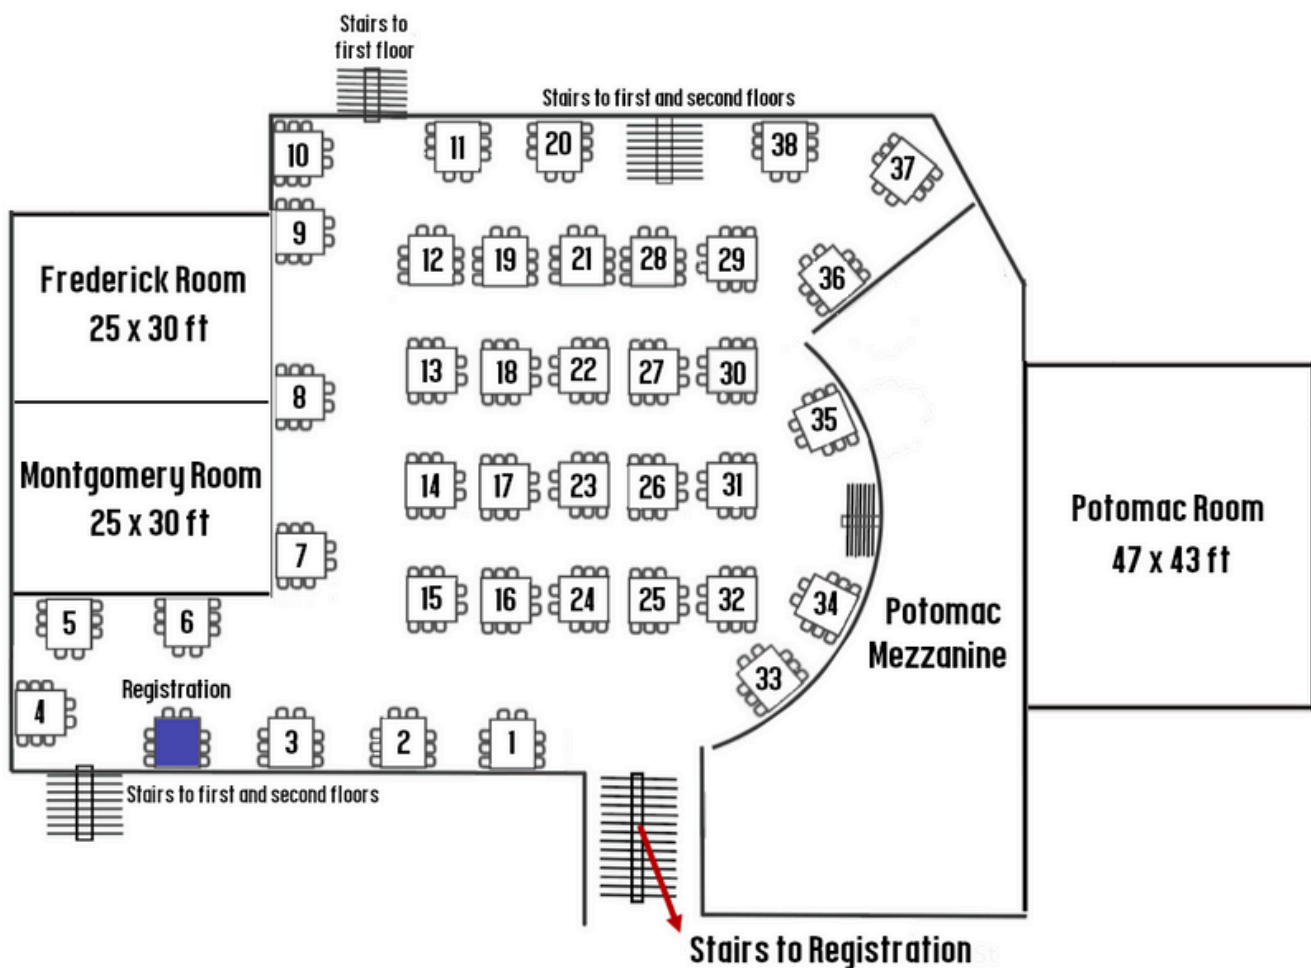 Stairs to
first floor
Stairs to first and second floors
10
11
20
38
37
9
12
19
21
28
29
36
Frederick Room
25 x 30 ft
8
13
18
22
27
30
35
Montgomery Room
25 x 30 ft
7
14
17
23
26
31
Potomac Room
47 x 43 ft
5
6
15
16
24
25
32
34
Potomac
Mezzanine
33
4
Registration
3
2
1
Stairs to first and second floors
Stairs to Registration